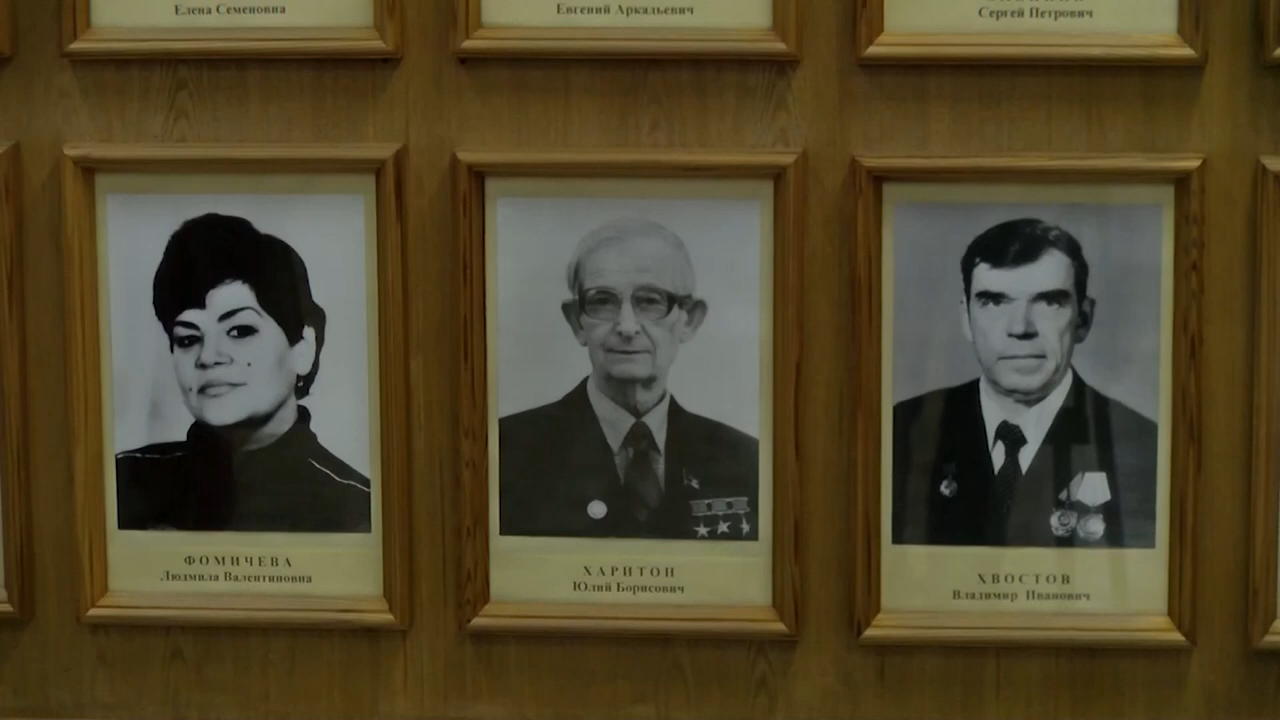 Елена Семеновна
Евгений Аркадьевич
Сергей Петрович
ФОМИЧЕВА
Людмила Валентиновна
ХАРИТОН
Юлий Борисович
ХВОСТОВ
Владимир Иванович